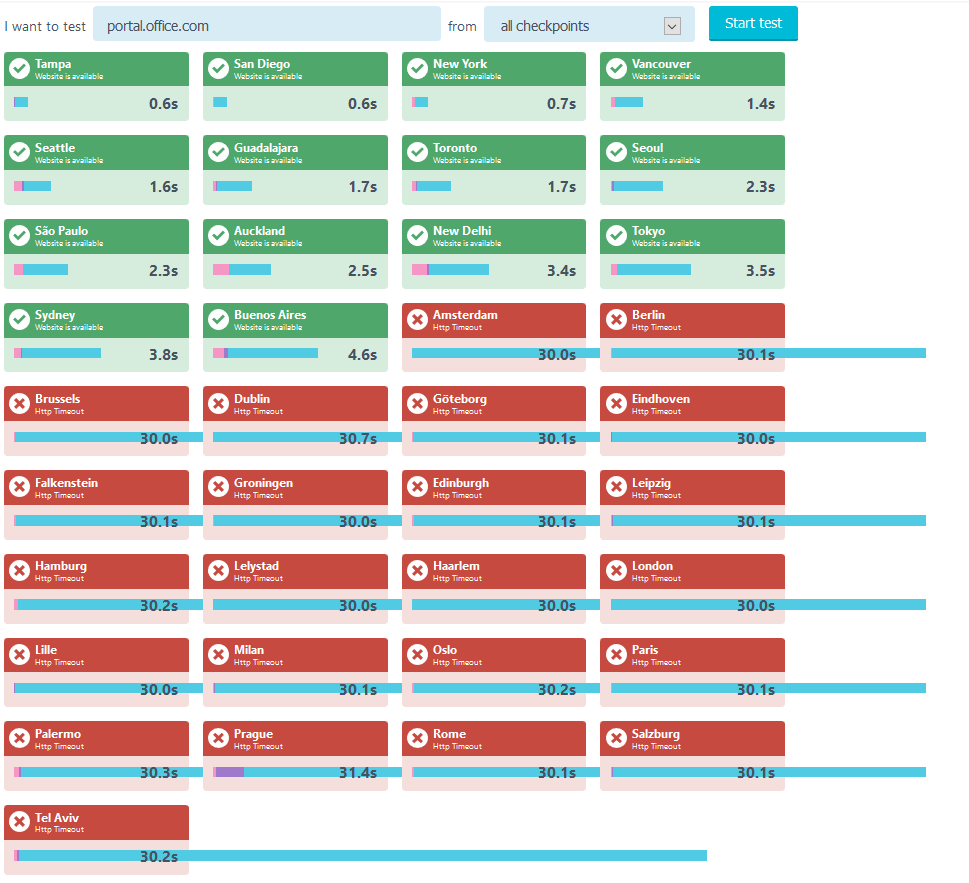 I want to test portal.office.com from all checkpoints Start test
Tampa San Diego New York Vancouver
Website is available Website is available Website is available Website is available
0.6s 0.6s 0.7s 1.4s
Seattle Guadalajara Toronto Seoul
Website is available Website is available Website is available Website is available
1.6s 1.7s 1.7s 2.3s
São Paulo Auckland New Delhi Tokyo
Website is available Website is available Website is available Website is available
2.3s 2.5s 3.4s 3.5s
Sydney Buenos Aires Amsterdam Berlin
Website is available Website is available Http Timeout Http Timeout
3.8s 4.6s 30.0s 30.1s
Brussels Dublin Göteborg Eindhoven
Http Timeout Http Timeout Http Timeout Http Timeout
30.0s 30.7s 30.1s 30.0s
Falkenstein Groningen Edinburgh Leipzig
Http Timeout Http Timeout Http Timeout Http Timeout
30.1s 30.0s 30.1s 30.1s
Hamburg Lelystad Haarlem London
Http Timeout Http Timeout Http Timeout Http Timeout
30.2s 30.0s 30.0s 30.0s
Lille Milan Oslo Paris
Http Timeout Http Timeout Http Timeout Http Timeout
30.0s 30.1s 30.2s 30.1s
Palermo Prague Rome Salzburg
Http Timeout Http Timeout Http Timeout Http Timeout
30.3s 31.4s 30.1s 30.1s
Tel Aviv
Http Timeout
30.2s